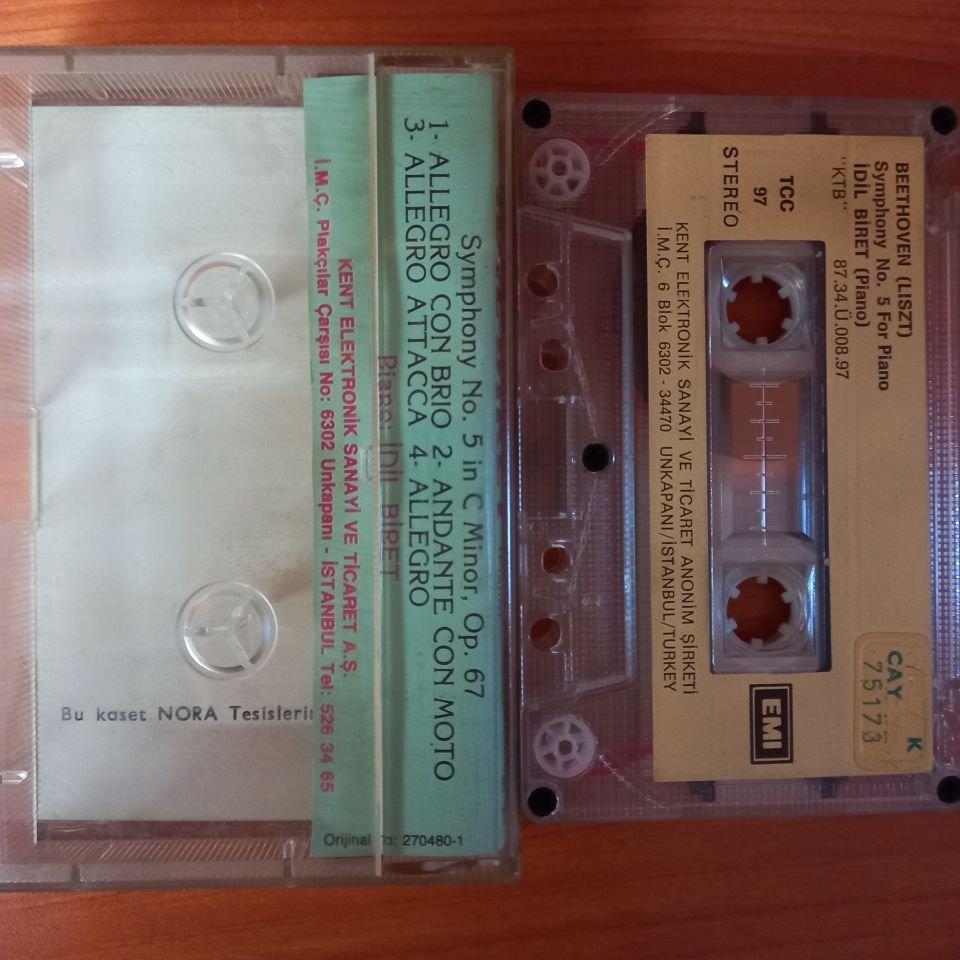 Symphony No. 5 in C Minor, Op. 67
1- ALLEGRO CON BRIO 2- ANDANTE CON MOTO
3- ALLEGRO ATTACCA 4- ALLEGRO
Piano: İDİL BİRET
KENT ELEKTRONİK SANAYİ VE TİCARET A.Ş.
İ.M.Ç. Plakçılar Çarşısı No: 6302 Unkapanı - İSTANBUL Tel: 526 34 65
Orijinal No: 270480-1
Bu kaset NORA
BEETHOVEN (LISZT)
Symphony No. 5 For Piano
İDİL BİRET (Piano)
"KTB" 87.34.Ü.008.97
TCC
97
STEREO
KENT ELEKTRONİK SANAYİ VE TİCARET ANONİM ŞİRKETİ
İ.M.Ç. 6 Blok 6302 - 34470 UNKAPANI/İSTANBUL/TURKEY
EMI
K
CAY
75173